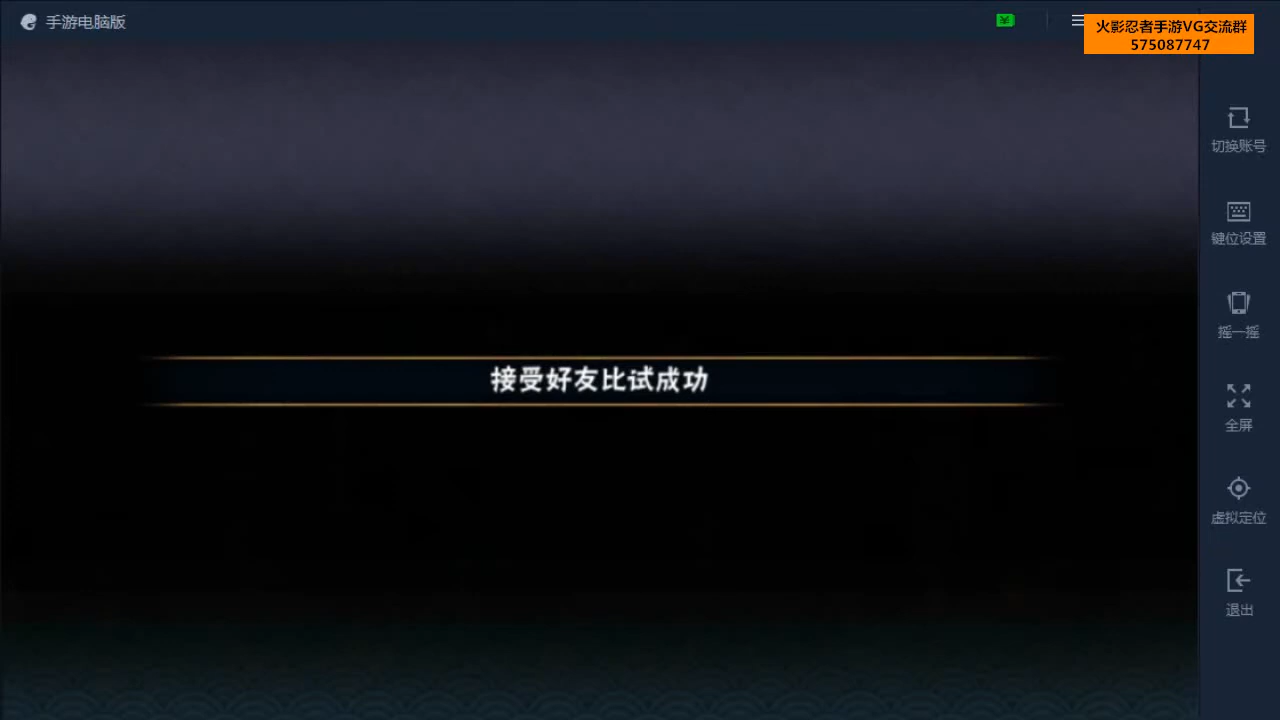 手游电脑版
火影忍者手游VG交流群
575087747
切换账号
键位设置
摇一摇
接受好友比试成功
全屏
虚拟定位
退出